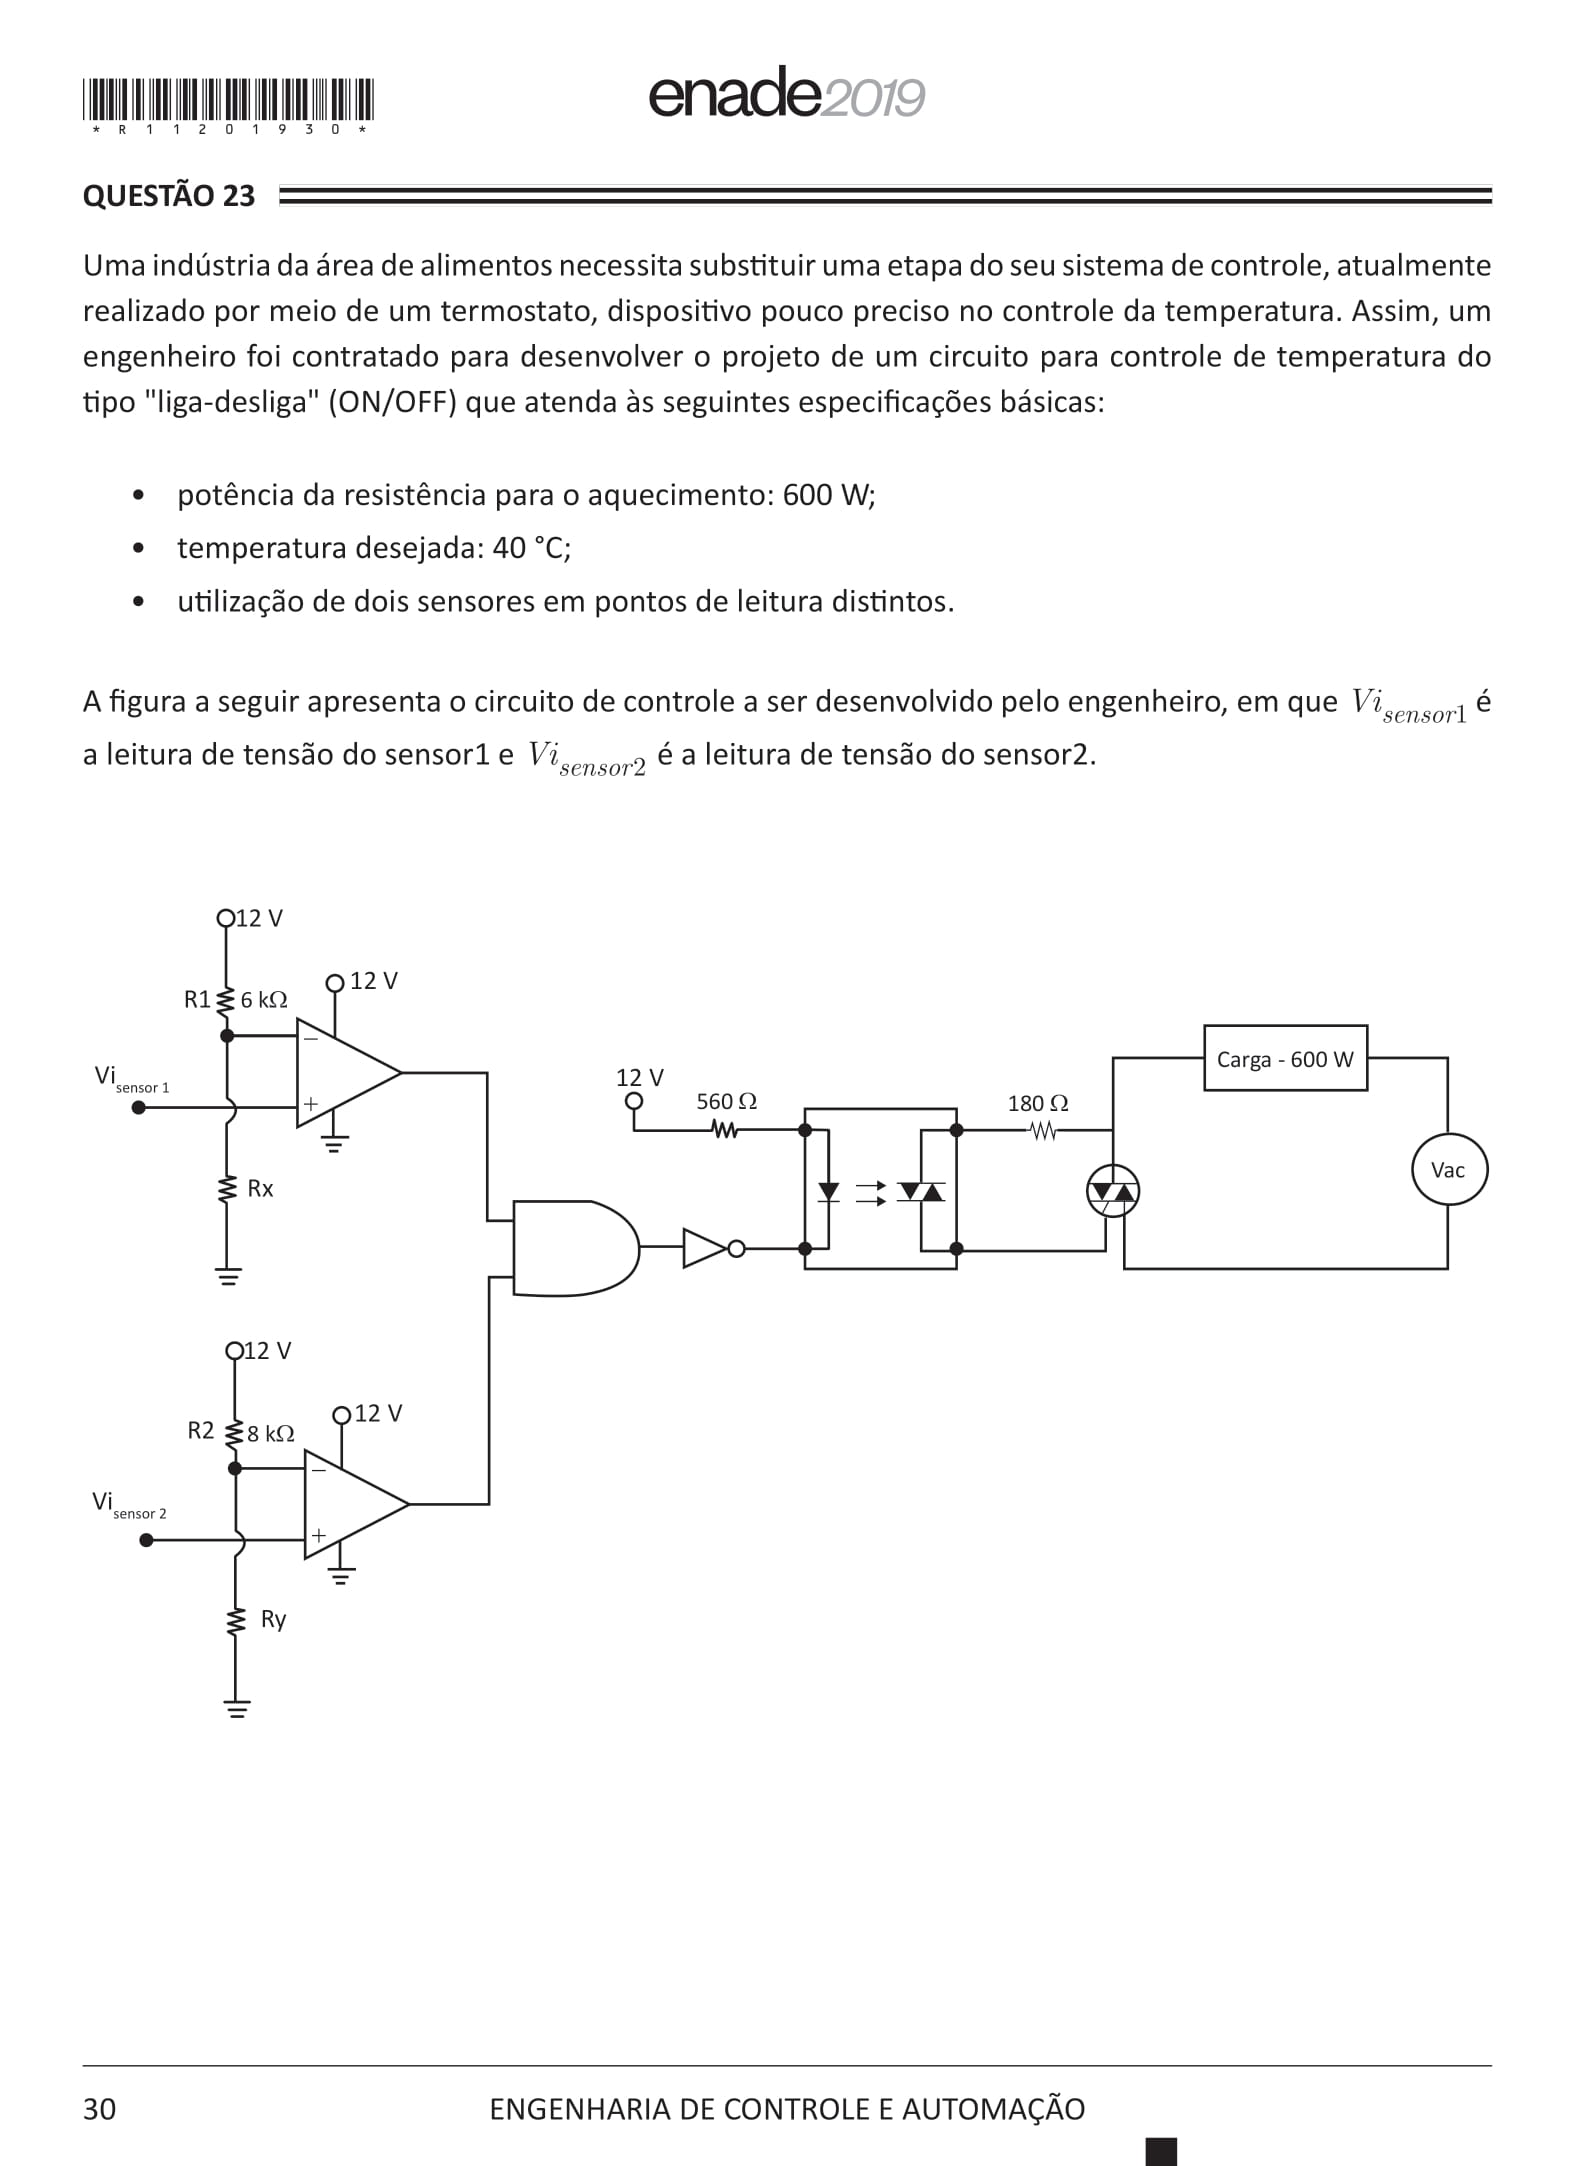 *R11201930*
enade2019
QUESTÃO 23
Uma indústria da área de alimentos necessita substituir uma etapa do seu sistema de controle, atualmente
realizado por meio de um termostato, dispositivo pouco preciso no controle da temperatura. Assim, um
engenheiro foi contratado para desenvolver o projeto de um circuito para controle de temperatura do
tipo "liga-desliga" (ON/OFF) que atenda às seguintes especificações básicas:
• potência da resistência para o aquecimento: 600 W;
• temperatura desejada: 40 °C;
• utilização de dois sensores em pontos de leitura distintos.
A figura a seguir apresenta o circuito de controle a ser desenvolvido pelo engenheiro, em que Vi sensor1 é
a leitura de tensão do sensor1 e Vi sensor2 é a leitura de tensão do sensor2.
12 V
12 V
R1 6 kΩ
−
Vi sensor 1
+
Rx
12 V
560 Ω
180 Ω
Carga - 600 W
Vac
12 V
12 V
R2 8 kΩ
−
Vi sensor 2
+
Ry
30
ENGENHARIA DE CONTROLE E AUTOMAÇÃO